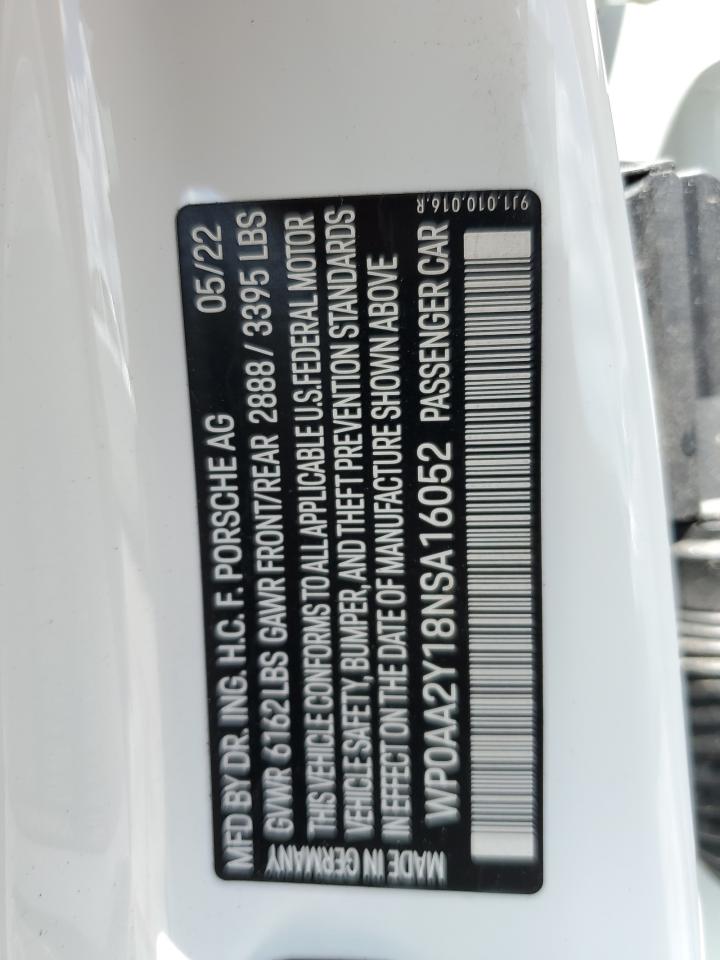 MFD BY DR. ING. H.C. F. PORSCHE AG 05/22
GVWR 6162 LBS GAWR FRONT/REAR 2888 / 3395 LBS
THIS VEHICLE CONFORMS TO ALL APPLICABLE U.S. FEDERAL MOTOR
VEHICLE SAFETY, BUMPER, AND THEFT PREVENTION STANDARDS
IN EFFECT ON THE DATE OF MANUFACTURE SHOWN ABOVE
MADE IN GERMANY WP0AA2Y18NSA16052 PASSENGER CAR
9J1.010.016.R